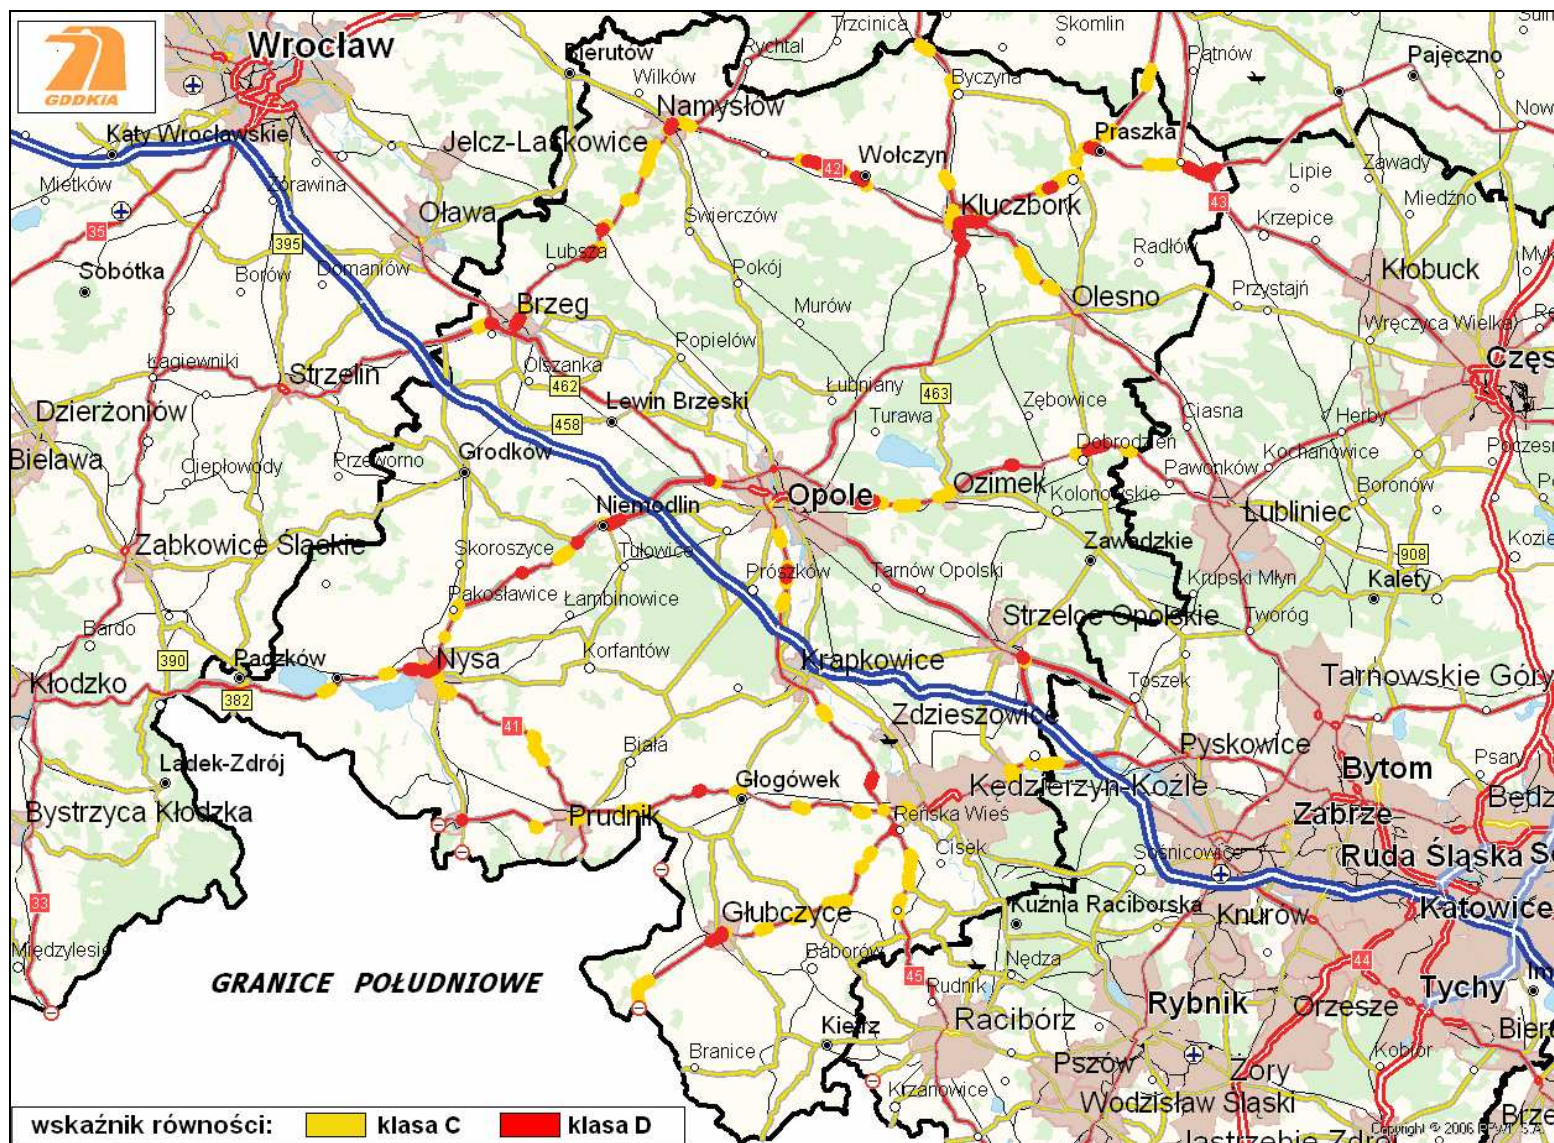 GDDKiA
Wrocław
Bierutów
Trzcinica
Skomlin
Rychtal
Wilków
Byczyna
Pątnów
Pajęczno
Namysłów
Kąty Wrocławskie
Jelcz-Laskowice
Praszka
Wołczyn
42
Lipie
Zawady
Mietków
Żórawina
Oława
Świerczów
Kluczbork
43
Miedźno
Krzepice
35
395
Lubsza
Radłów
Sobótka
Borów
Domaniów
Pokój
Kłobuck
Brzeg
Murów
Olesno
Przystajń
Wręczyca Wielka
Popielów
Łagiewniki
Strzelin
Olszanka
462
Łubniany
463
Częs
Dzierżoniów
Lewin Brzeski
458
Turawa
Zębowice
Ciasna
Herby
Bielawa
Ciepłowody
Przeworno
Grodków
Dobrodzień
Pawonków
Kochanowice
Poczesn
Opole
Ozimek
Kolonowskie
Boronów
Niemodlin
Lubliniec
Ząbkowice Śląskie
Skoroszyce
Tułowice
Zawadzkie
908
Kozie
Pakosławice
Łambinowice
Prószków
Tarnów Opolski
Krupski Młyn
Kalety
Strzelce Opolskie
Tworóg
Bardo
390
Paczków
Nysa
Korfantów
Krapkowice
Kłodzko
382
Toszek
Tarnowskie Góry
41
Zdzieszowice
Pyskowice
Biała
Lądek-Zdrój
Głogówek
Kędzierzyn-Koźle
Bytom
Psary
Bystrzyca Kłodzka
Prudnik
Reńska Wieś
Zabrze
Będz
Cisek
Sośnicowice
Ruda Śląska
33
Głubczyce
Kuźnia Raciborska
Knurów
Katowice
Międzylesie
Baborów
GRANICE POŁUDNIOWE
45
Nędza
44
Rudnik
Rybnik
Orzesze
Tychy
Racibórz
Kietrz
Branice
Pszów
Żory
Kobiór
Krzanowice
Wodzisław Śląski
wskaźnik równości: klasa C klasa D
Jastrzębie Zdrój